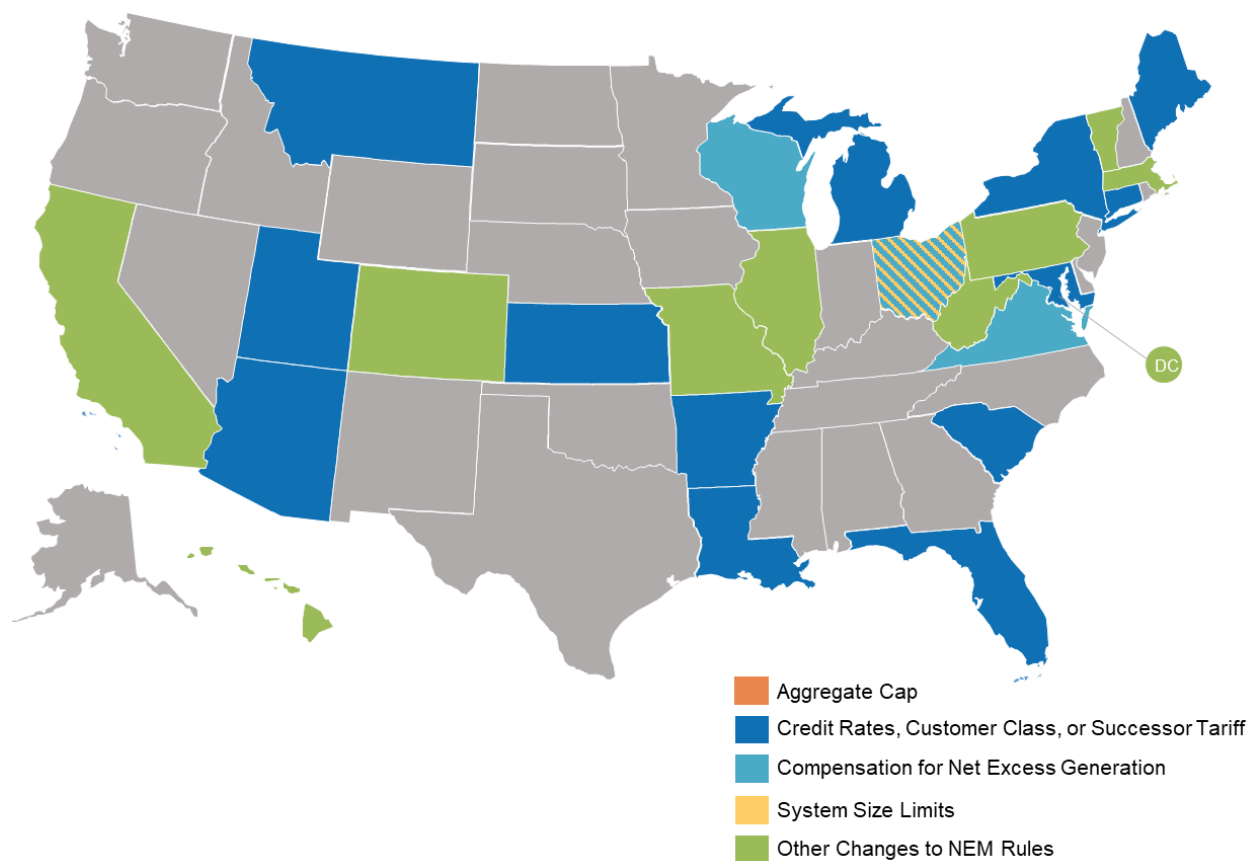 DC
Aggregate Cap
Credit Rates, Customer Class, or Successor Tariff
Compensation for Net Excess Generation
System Size Limits
Other Changes to NEM Rules